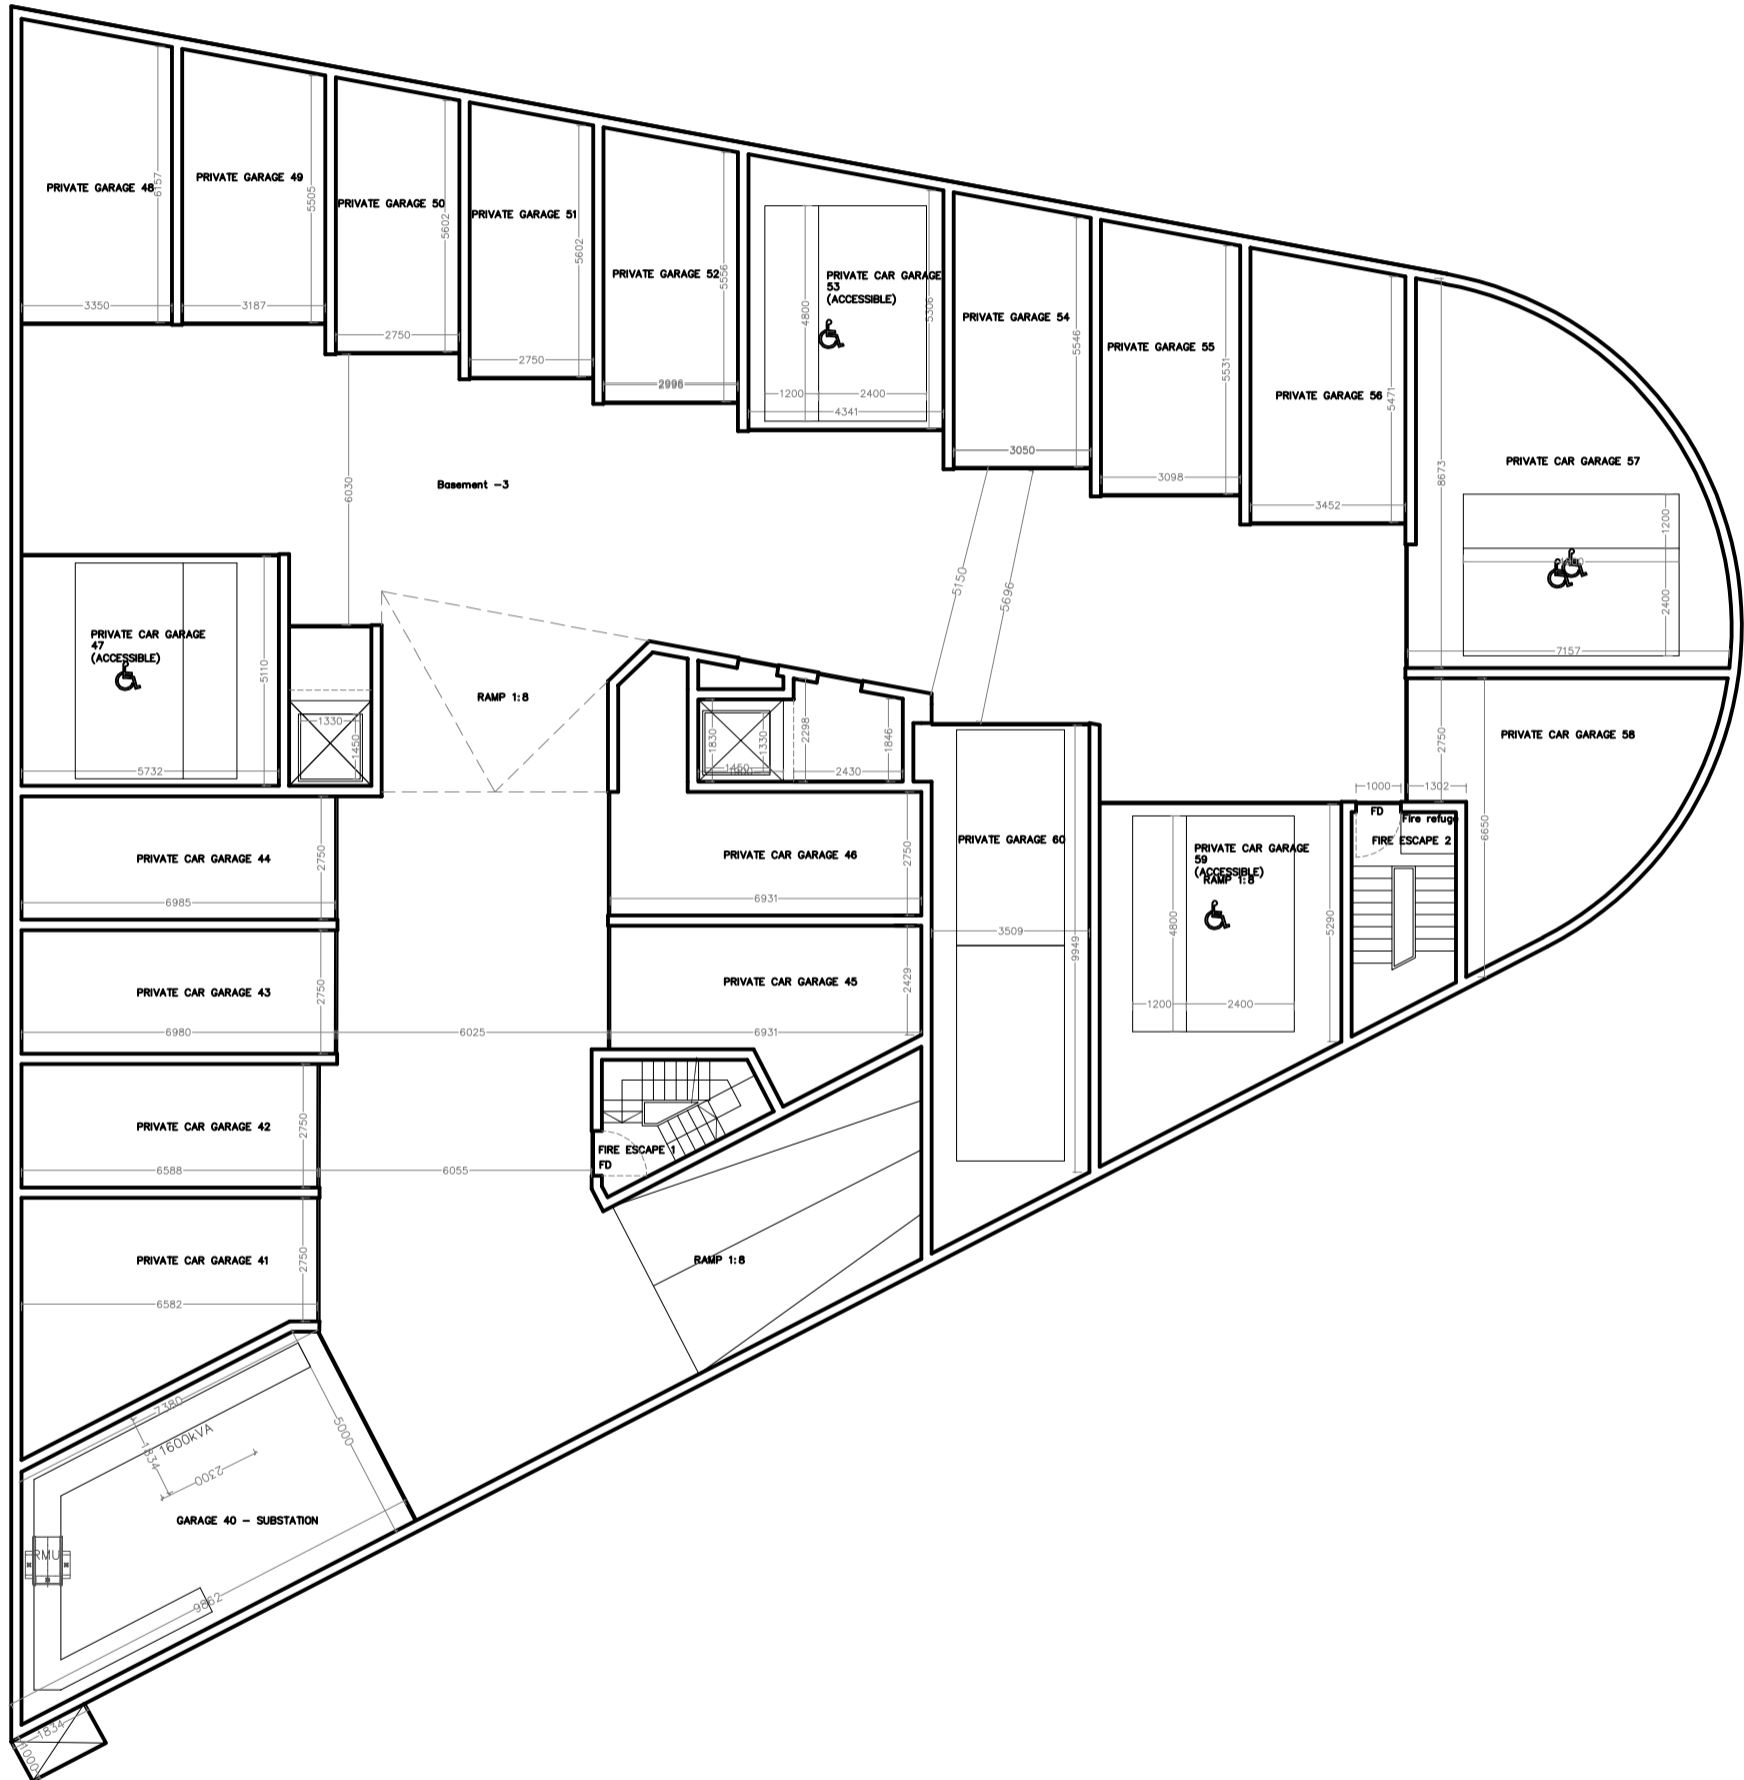 PRIVATE GARAGE 48
6157
3350
PRIVATE GARAGE 49
5505
3187
PRIVATE GARAGE 50
5602
2750
PRIVATE GARAGE 51
5602
2750
PRIVATE GARAGE 52
5556
PRIVATE CAR GARAGE
53
(ACCESSIBLE)
4800
5306
1200
2400
4341
PRIVATE GARAGE 54
5546
3050
PRIVATE GARAGE 55
5531
3098
PRIVATE GARAGE 56
5471
3452
PRIVATE CAR GARAGE 57
8673
1200
2400
7157
Basement -3
6030
5150
5696
PRIVATE CAR GARAGE
47
(ACCESSIBLE)
5110
5732
1330
1450
RAMP 1:8
1830
1330
1450
2298
2430
1846
PRIVATE CAR GARAGE 58
2750
6650
1000
1302
FD
Fire refuge
FIRE ESCAPE 2
PRIVATE CAR GARAGE 44
2750
6985
PRIVATE CAR GARAGE 46
2750
6931
PRIVATE GARAGE 60
3509
9949
PRIVATE CAR GARAGE
59
(ACCESSIBLE)
RAMP 1:8
4800
5290
1200
2400
PRIVATE CAR GARAGE 43
2750
6980
6025
PRIVATE CAR GARAGE 45
2429
6931
PRIVATE CAR GARAGE 42
2750
6588
6055
FIRE ESCAPE 1
FD
PRIVATE CAR GARAGE 41
2750
6582
RAMP 1:8
7380
1600kVA
1834
2300
5000
GARAGE 40 - SUBSTATION
RMU
9862
1834
1000